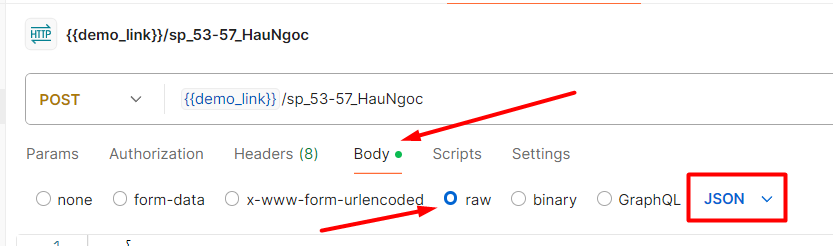 HTTP {{demo_link}}/sp_53-57_HauNgoc
POST {{demo_link}} /sp_53-57_HauNgoc
Params Authorization Headers (8) Body Scripts Settings
none form-data x-www-form-urlencoded raw binary GraphQL JSON
1 {